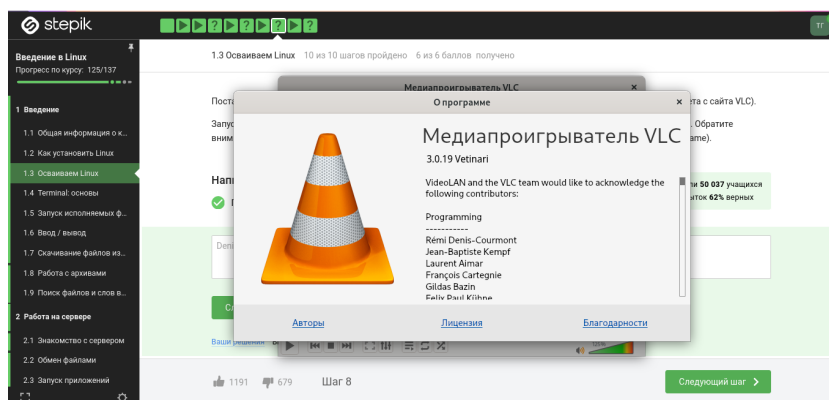 stepik
ТГ
Введение в Linux
Прогресс по курсу: 125/137
1 Введение
1.1 Общая информация о к...
1.2 Как установить Linux
1.3 Осваиваем Linux
1.4 Terminal: основы
1.5 Запуск исполняемых ф...
1.6 Ввод / вывод
1.7 Скачивание файлов из...
1.8 Работа с архивами
1.9 Поиск файлов и слов в...
2 Работа на сервере
2.1 Знакомство с сервером
2.2 Обмен файлами
2.3 Запуск приложений
1.3 Осваиваем Linux 10 из 10 шагов пройдено 6 из 6 баллов получено
Медиапроигрыватель VLC
с сайта VLC).
Обратите
50 037 учащихся
62% верных
О программе
Медиапроигрыватель VLC
3.0.19 Vetinari
VideoLAN and the VLC team would like to acknowledge the
following contributors:
Programming
-----------
Rémi Denis-Courmont
Jean-Baptiste Kempf
Laurent Aimar
François Cartegnie
Gildas Bazin
Felix Paul Kühne
Авторы
Лицензия
Благодарности
Ваши решения
125%
1191
679
Шаг 8
Следующий шаг